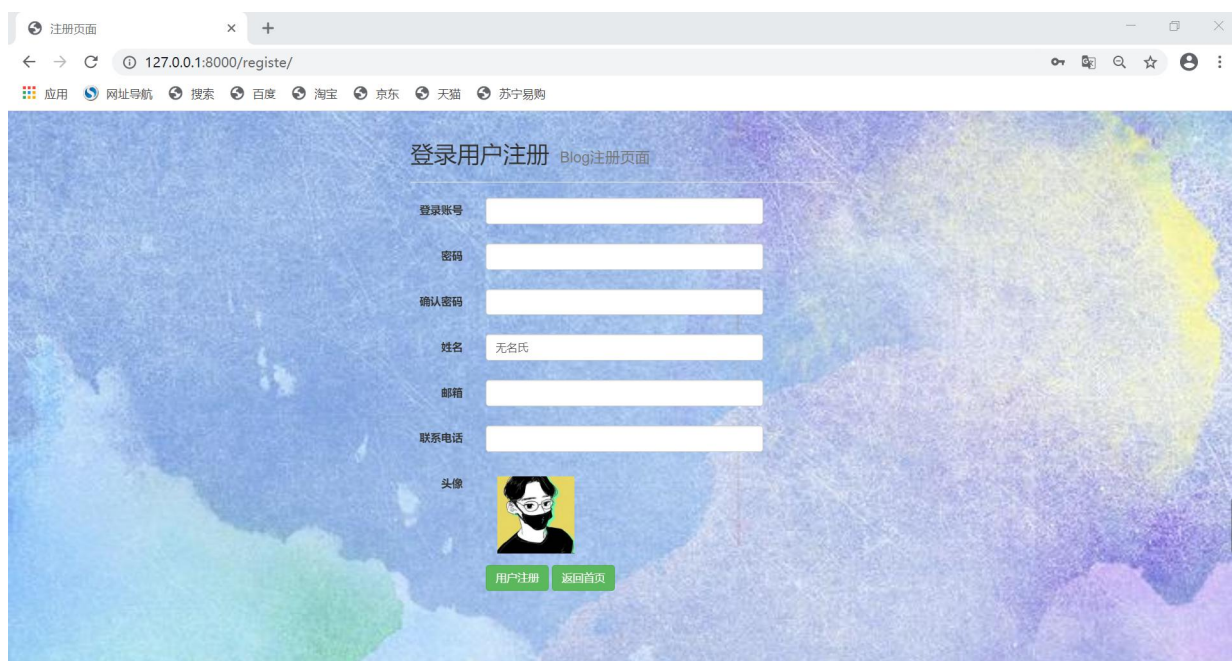 注册页面
127.0.0.1:8000/registe/
应用 网址导航 搜索 百度 淘宝 京东 天猫 苏宁易购
登录用户注册 Blog注册页面
登录账号
密码
确认密码
姓名 无名氏
邮箱
联系电话
头像
用户注册 返回首页